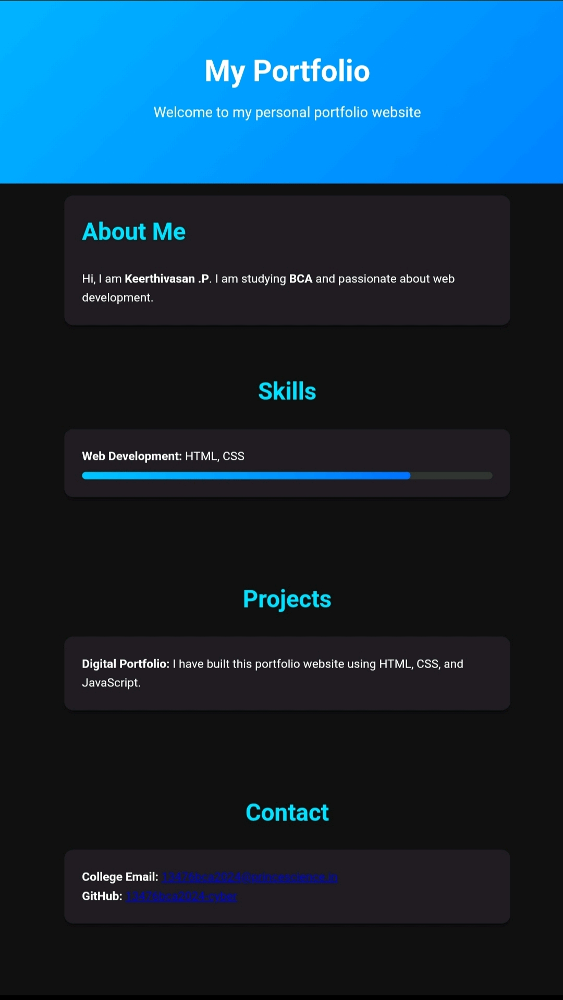 My Portfolio
Welcome to my personal portfolio website
About Me
Hi, I am Keerthivasan .P. I am studying BCA and passionate about web
development.
Skills
Web Development: HTML, CSS
Projects
Digital Portfolio: I have built this portfolio website using HTML, CSS, and
JavaScript.
Contact
College Email: 13476bca2024@princescience.in
GitHub: 13476bca2024-cyber